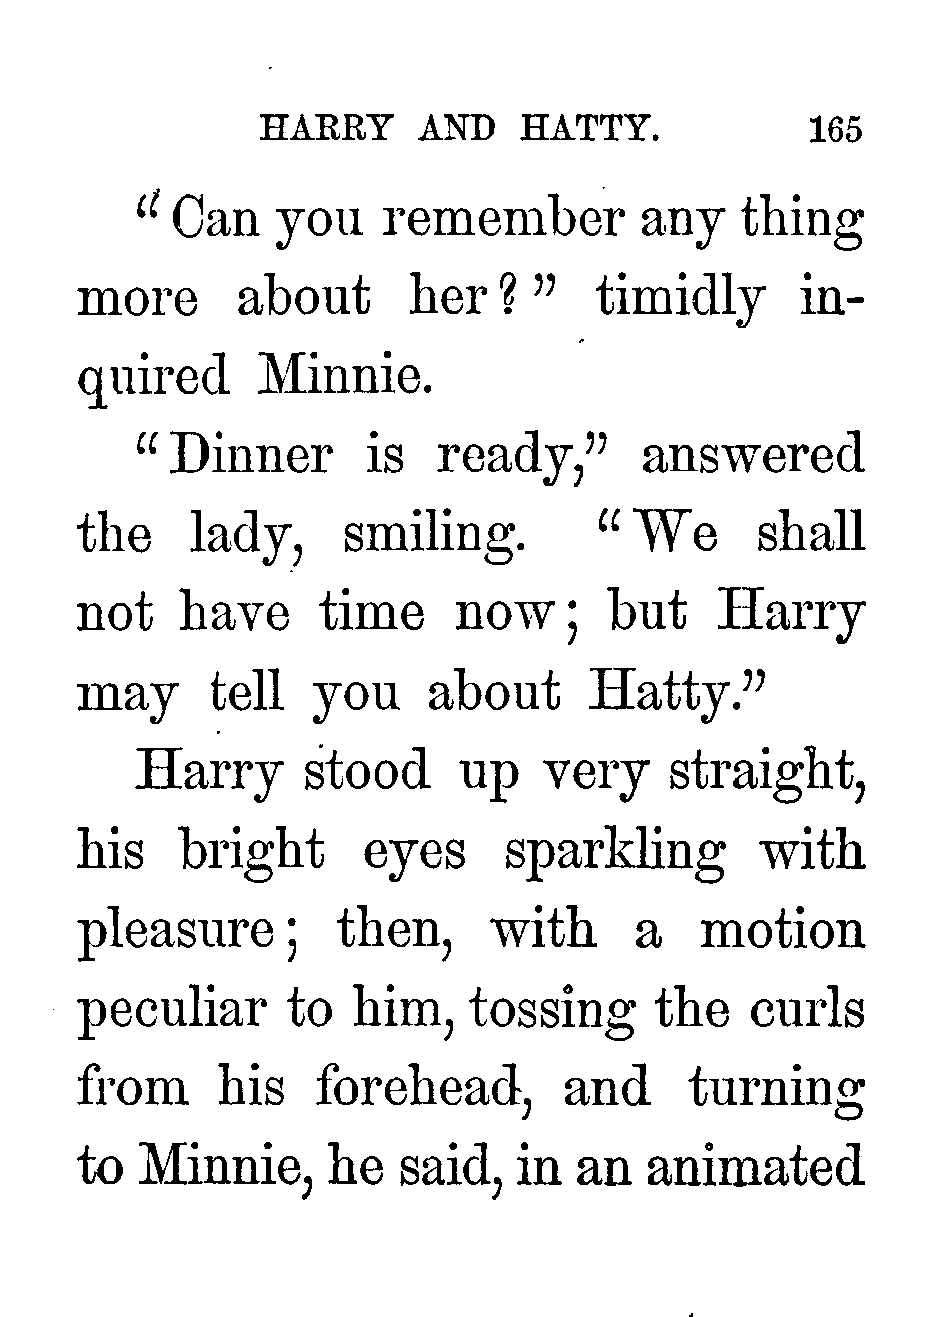 HARRY AND HATTY. 165
“Can you remember any thing
more about her?” timidly in-
quired Minnie.
“Dinner is ready,” answered
the lady, smiling. “We shall
not have time now; but Harry
may tell you about Hatty.”
Harry stood up very straight,
his bright eyes sparkling with
pleasure; then, with a motion
peculiar to him, tossing the curls
from his forehead, and turning
to Minnie, he said, in an animated